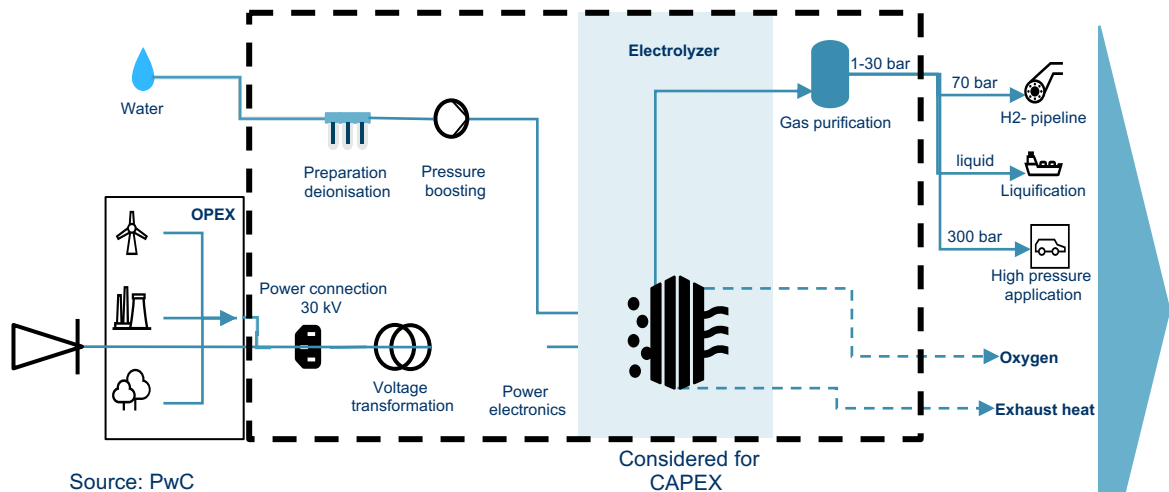 Electrolyzer
1-30 bar
70 bar
Water
Gas purification
H2- pipeline
Preparation
deionisation
Pressure
boosting
liquid
Liquification
OPEX
300 bar
High pressure
application
Power connection
30 kV
Voltage
transformation
Power
electronics
Oxygen
Exhaust heat
Considered for
CAPEX
Source: PwC